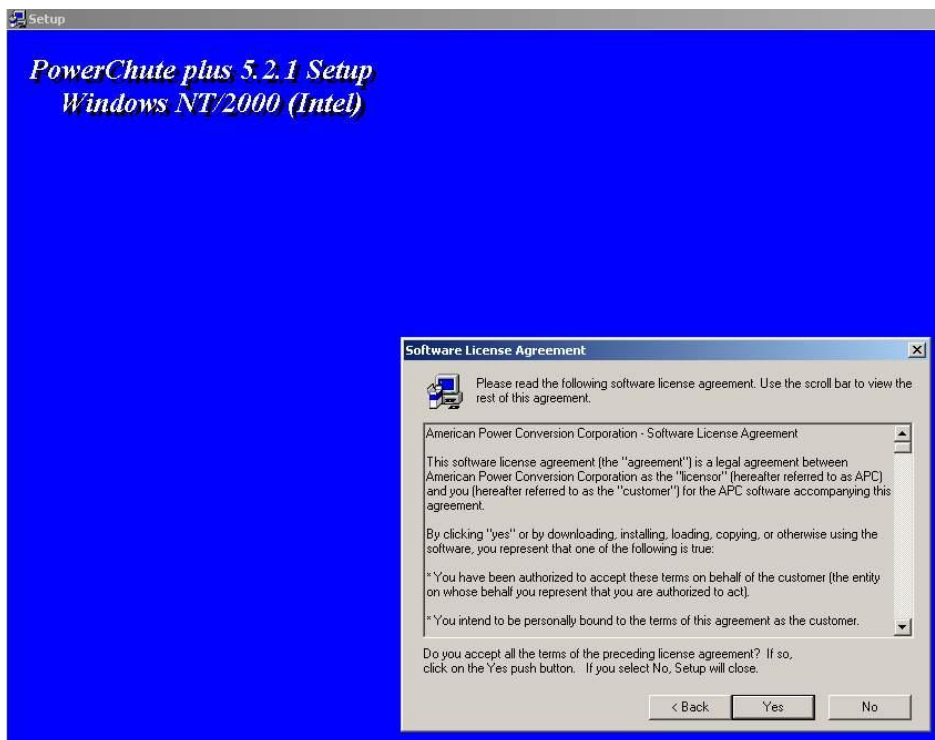 Setup
PowerChute plus 5.2.1 Setup
Windows NT/2000 (Intel)
Software License Agreement
Please read the following software license agreement. Use the scroll bar to view the
rest of this agreement.
American Power Conversion Corporation - Software License Agreement
This software license agreement (the "agreement") is a legal agreement between
American Power Conversion Corporation as the "licensor" (hereafter referred to as APC)
and you (hereafter referred to as the "customer") for the APC software accompanying this
agreement.
By clicking "yes" or by downloading, installing, loading, copying, or otherwise using the
software, you represent that one of the following is true:
* You have been authorized to accept these terms on behalf of the customer (the entity
on whose behalf you represent that you are authorized to act).
* You intend to be personally bound to the terms of this agreement as the customer.
Do you accept all the terms of the preceding license agreement? If so,
click on the Yes push button. If you select No, Setup will close.
< Back Yes No